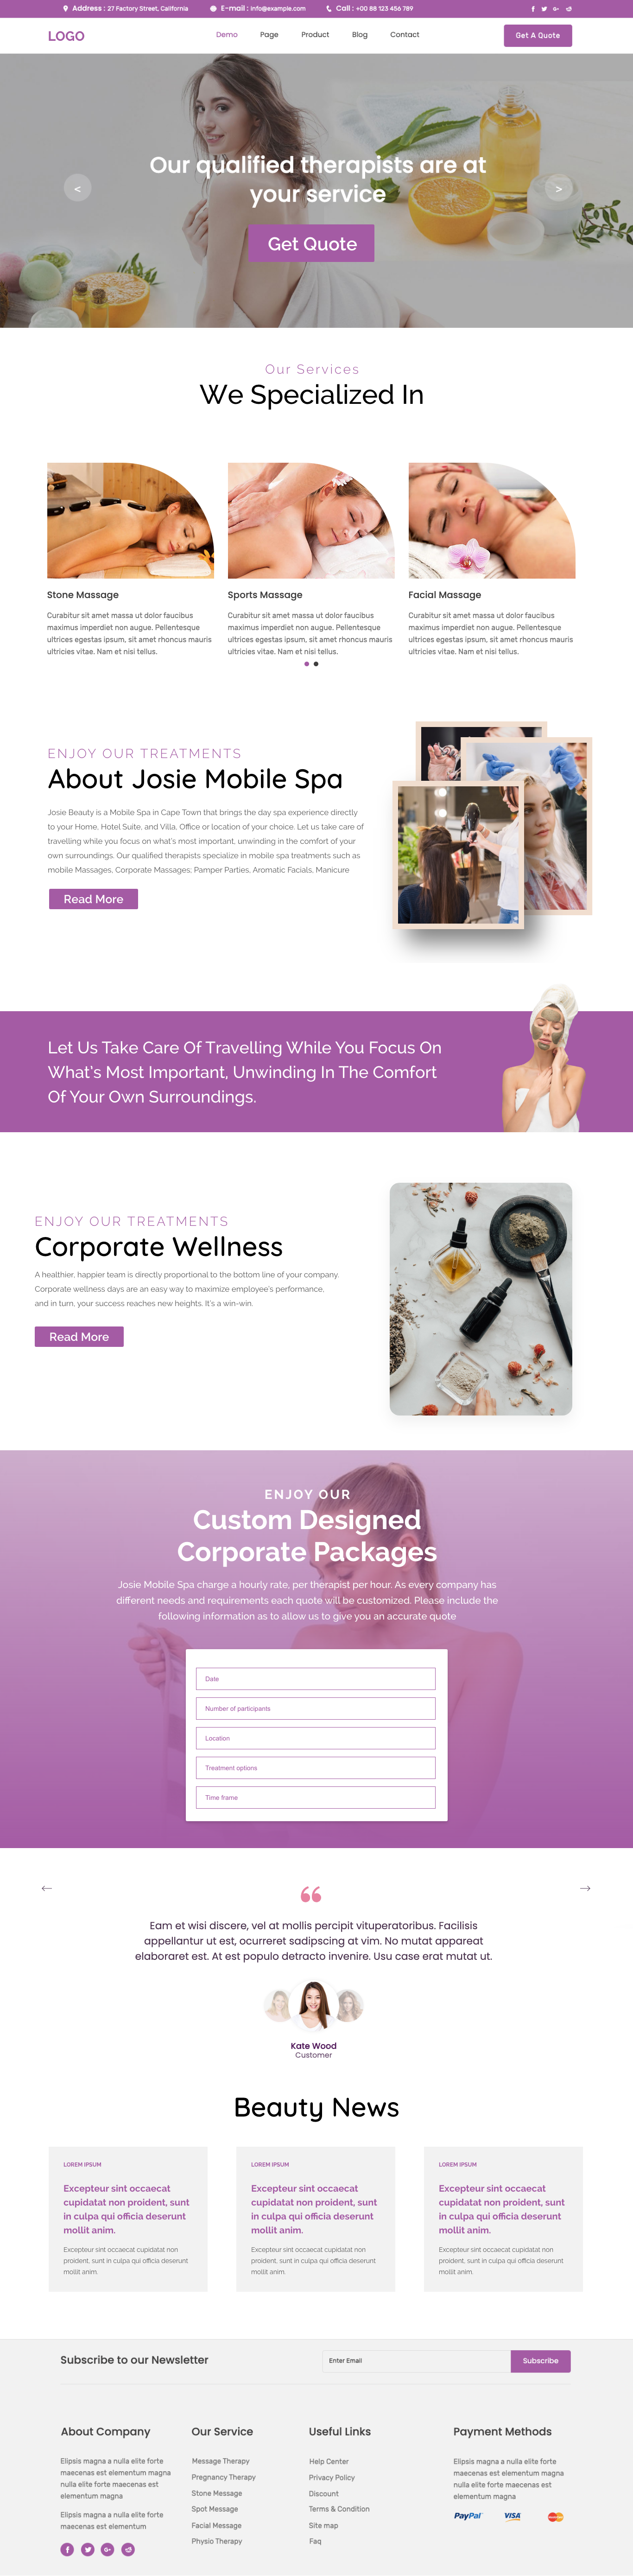 Address : 27 Factory Street, California
E-mail : info@example.com
Call : +00 88 123 456 789
LOGO
Demo
Page
Product
Blog
Contact
Get A Quote
Our qualified therapists are at
your service
<
>
Get Quote
Our Services
We Specialized In
Stone Massage
Curabitur sit amet massa ut dolor faucibus
maximus imperdiet non augue. Pellentesque
ultrices egestas ipsum, sit amet rhoncus mauris
ultricies vitae. Nam et nisi tellus.
Sports Massage
Curabitur sit amet massa ut dolor faucibus
maximus imperdiet non augue. Pellentesque
ultrices egestas ipsum, sit amet rhoncus mauris
ultricies vitae. Nam et nisi tellus.
Facial Massage
Curabitur sit amet massa ut dolor faucibus
maximus imperdiet non augue. Pellentesque
ultrices egestas ipsum, sit amet rhoncus mauris
ultricies vitae. Nam et nisi tellus.
ENJOY OUR TREATMENTS
About Josie Mobile Spa
Josie Beauty is a Mobile Spa in Cape Town that brings the day spa experience directly
to your Home, Hotel Suite, and Villa, Office or location of your choice. Let us take care of
travelling while you focus on what's most important, unwinding in the comfort of your
own surroundings. Our qualified therapists specialize in mobile spa treatments such as
mobile Massages, Corporate Massages, Pamper Parties, Aromatic Facials, Manicure
Read More
Let Us Take Care Of Travelling While You Focus On
What's Most Important, Unwinding In The Comfort
Of Your Own Surroundings.
ENJOY OUR TREATMENTS
Corporate Wellness
A healthier, happier team is directly proportional to the bottom line of your company.
Corporate wellness days are an easy way to maximize employee's performance,
and in turn, your success reaches new heights. It's a win-win.
Read More
ENJOY OUR
Custom Designed
Corporate Packages
Josie Mobile Spa charge a hourly rate, per therapist per hour. As every company has
different needs and requirements each quote will be customized. Please include the
following information as to allow us to give you an accurate quote
Date
Number of participants
Location
Treatment options
Time frame
Eam et wisi discere, vel at mollis percipit vituperatoribus. Facilisis
appellantur ut est, ocurreret sadipscing at vim. No mutat appareat
elaboraret est. At est populo detracto invenire. Usu case erat mutat ut.
Kate Wood
Customer
Beauty News
LOREM IPSUM
Excepteur sint occaecat
cupidatat non proident, sunt
in culpa qui officia deserunt
mollit anim.
Excepteur sint occaecat cupidatat non
proident, sunt in culpa qui officia deserunt
mollit anim.
LOREM IPSUM
Excepteur sint occaecat
cupidatat non proident, sunt
in culpa qui officia deserunt
mollit anim.
Excepteur sint occaecat cupidatat non
proident, sunt in culpa qui officia deserunt
mollit anim.
LOREM IPSUM
Excepteur sint occaecat
cupidatat non proident, sunt
in culpa qui officia deserunt
mollit anim.
Excepteur sint occaecat cupidatat non
proident, sunt in culpa qui officia deserunt
mollit anim.
Subscribe to our Newsletter
Enter Email
Subscribe
About Company
Elipsis magna a nulla elite forte
maecenas est elementum magna
nulla elite forte maecenas est
elementum magna
Elipsis magna a nulla elite forte
maecenas est elementum
Our Service
Message Therapy
Pregnancy Therapy
Stone Message
Spot Message
Facial Message
Physio Therapy
Useful Links
Help Center
Privacy Policy
Discount
Terms & Condition
Site map
Faq
Payment Methods
Elipsis magna a nulla elite forte
maecenas est elementum magna
nulla elite forte maecenas est
elementum magna
PayPal
VISA